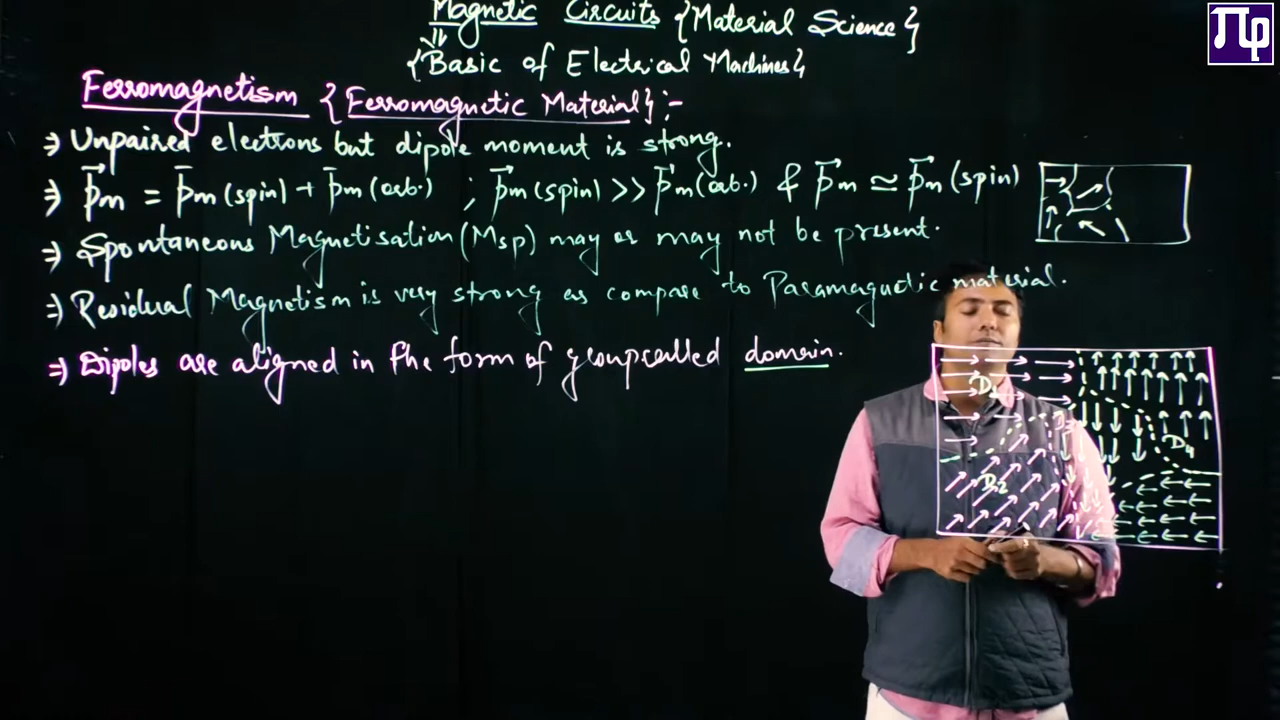 Magnetic Circuits {Material Science}
{Basic of Electrical Machines}
Ferromagnetism {Ferromagnetic Material} :-
⇒ Unpaired electrons but dipole moment is strong.
⇒ p⃗m = p̄m (spin) + p̄m (orb.) ; p⃗m (spin) >> p⃗m (orb.) & p⃗m ≃ p⃗m (spin)
⇒ Spontaneous Magnetisation (Msp) may or may not be present.
⇒ Residual Magnetism is very strong as compare to Paramagnetic material.
⇒ Dipoles are aligned in the form of group called domain.
D1
D3
D4
D2
πφ